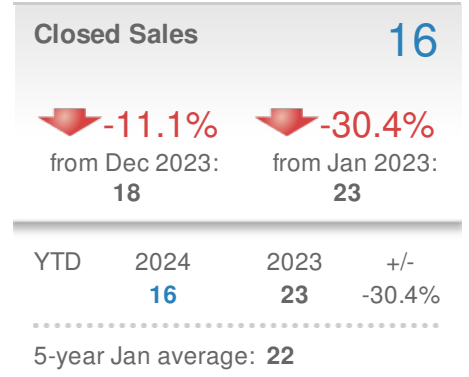 Closed Sales 16
-11.1% -30.4%
from Dec 2023: from Jan 2023:
18 23
YTD 2024 2023 +/-
16 23 -30.4%
5-year Jan average: 22